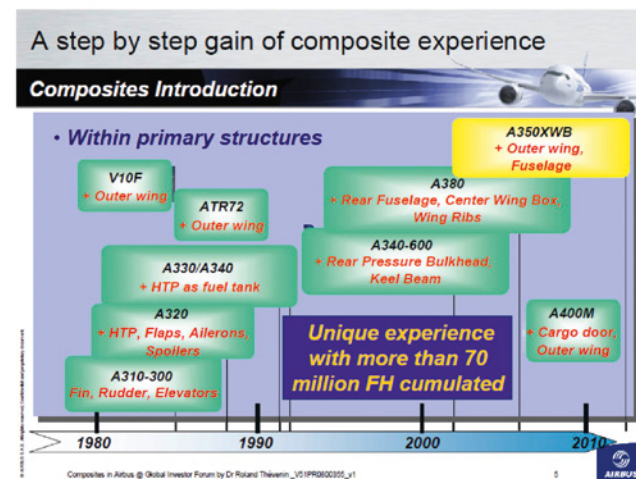 A step by step gain of composite experience
Composites Introduction
• Within primary structures
A350XWB
+ Outer wing,
Fuselage
V10F
+ Outer wing
ATR72
+ Outer wing
A380
+ Rear Fuselage, Center Wing Box,
Wing Ribs
A330/A340
+ HTP as fuel tank
A340-600
+ Rear Pressure Bulkhead,
Keel Beam
A320
+ HTP, Flaps, Ailerons,
Spoilers
A400M
+ Cargo door,
Outer wing
Unique experience
with more than 70
million FH cumulated
A310-300
Fin, Rudder, Elevators
1980
1990
2000
2010
Composites in Airbus @ Global Investor Forum by Dr Roland Thévenin _V51PR0800355_v1
5
AIRBUS